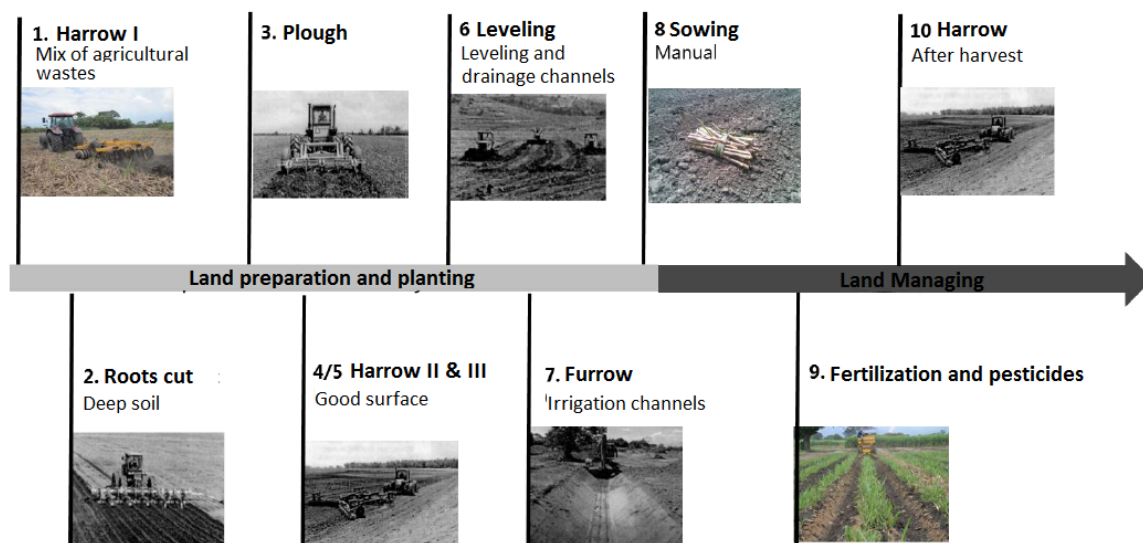 1. Harrow I
Mix of agricultural
wastes
3. Plough
6 Leveling
Leveling and
drainage channels
8 Sowing
Manual
10 Harrow
After harvest
Land preparation and planting
Land Managing
2. Roots cut
Deep soil
4/5 Harrow II & III
Good surface
7. Furrow
Irrigation channels
9. Fertilization and pesticides